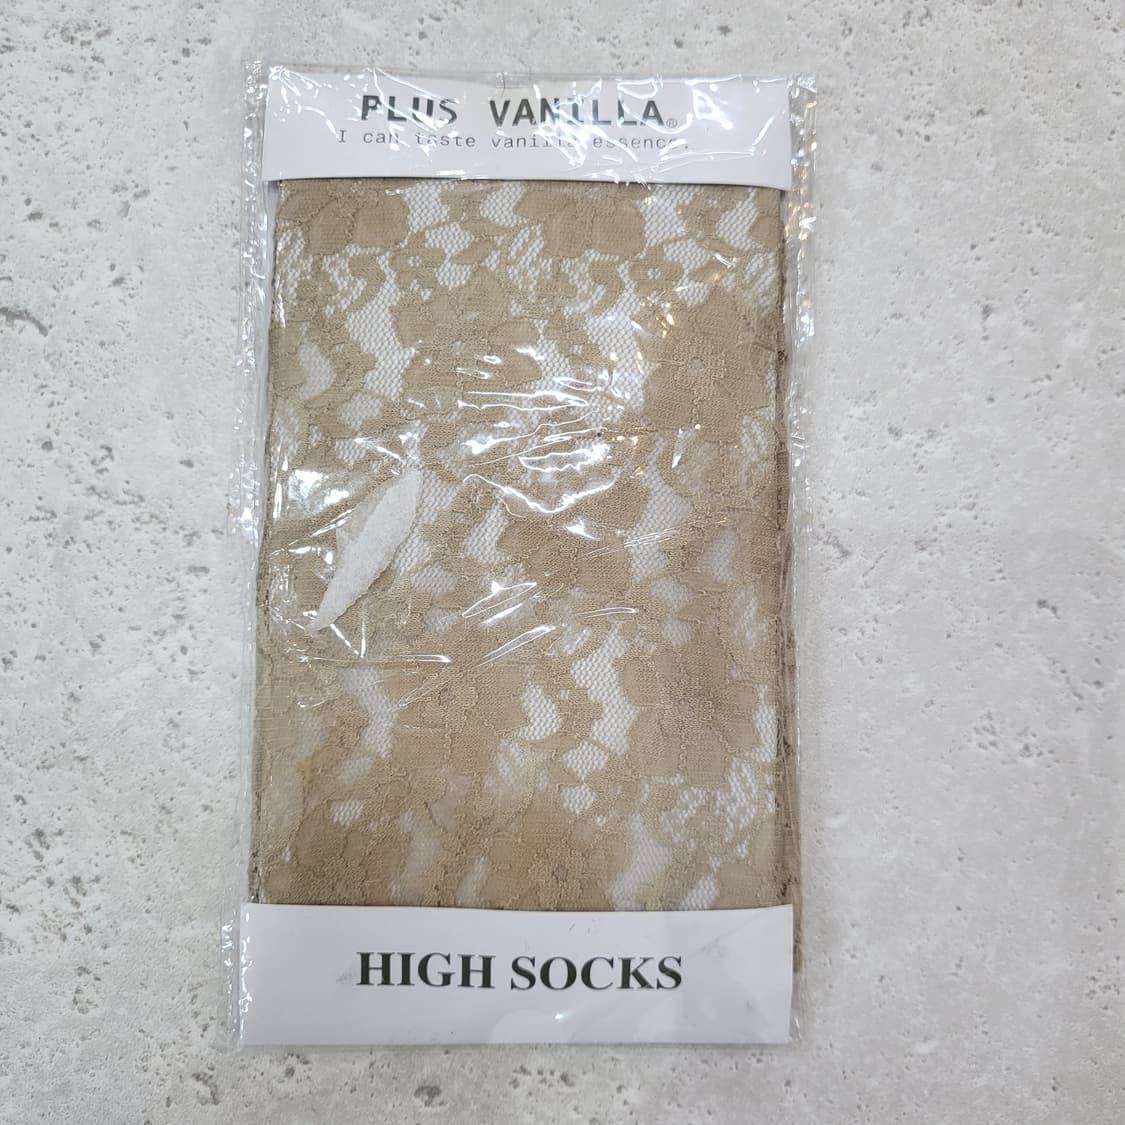 PLUS VANILLA®
I can taste vanilla essence.
HIGH SOCKS